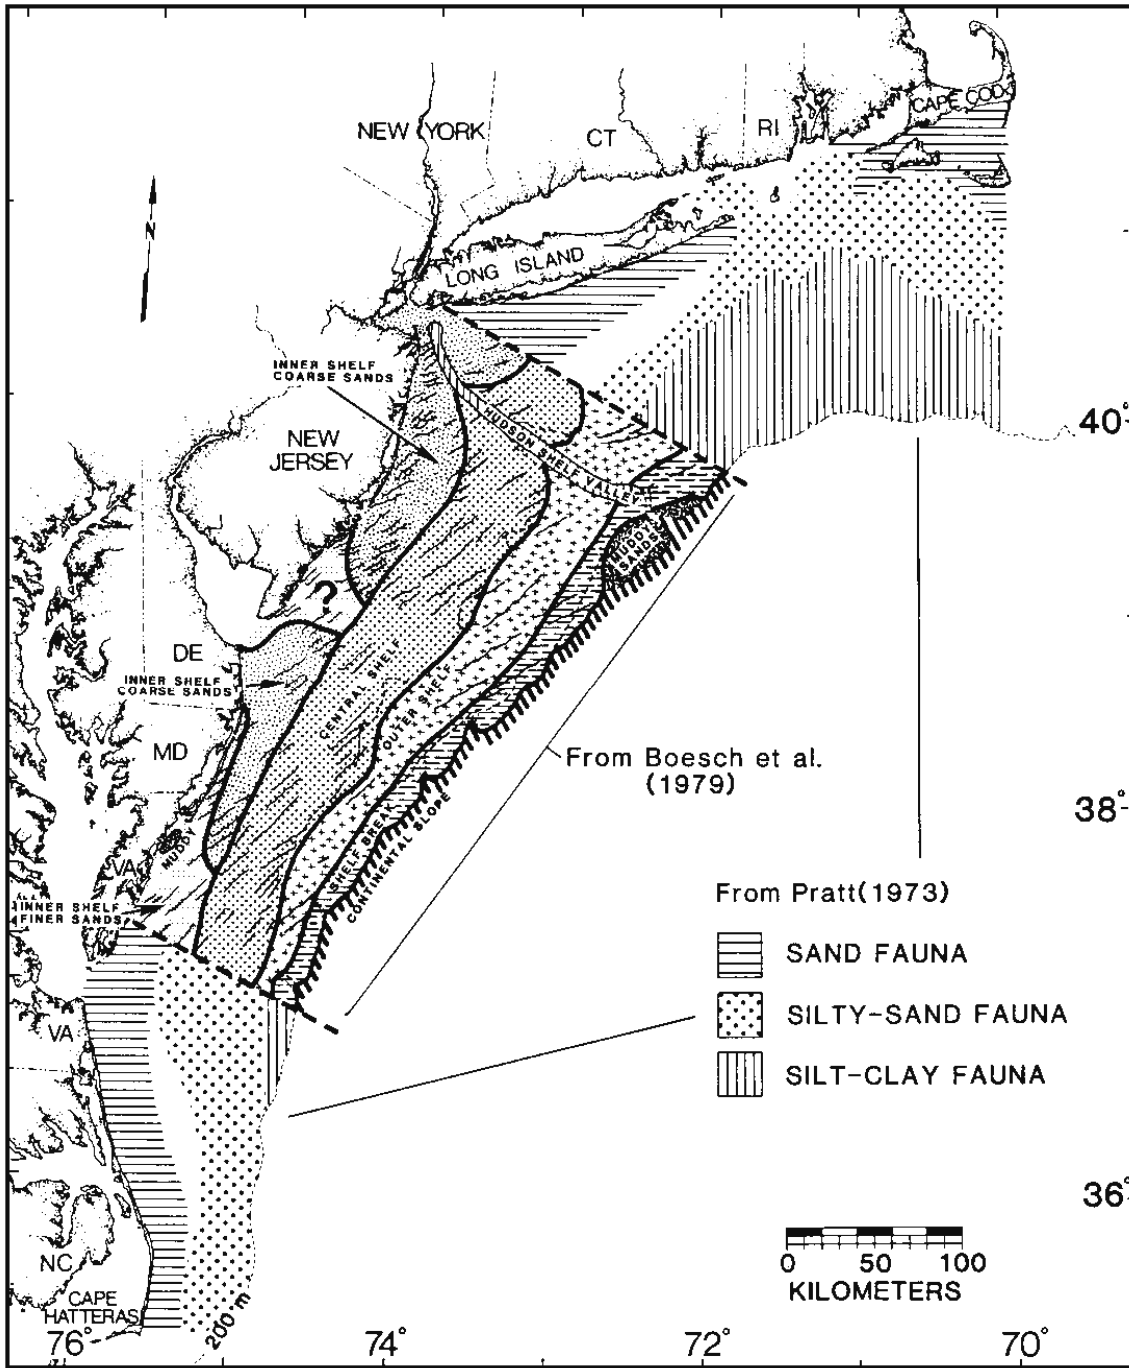 CAPE COD
NEW YORK
CT
RI
N
LONG ISLAND
INNER SHELF
COARSE SANDS
NEW
JERSEY
HUDSON SHELF VALLEY
40°
MUDDY
SANDS
?
DE
INNER SHELF
COARSE SANDS
CENTRAL SHELF
OUTER SHELF
MD
From Boesch et al.
(1979)
38°
MUDDY
SHELF BREAK
CONTINENTAL SLOPE
VA
INNER SHELF
FINER SANDS
From Pratt(1973)
SAND FAUNA
SILTY-SAND FAUNA
SILT-CLAY FAUNA
VA
36°
NC
CAPE
HATTERAS
200 m
0 50 100
KILOMETERS
76° 74° 72° 70°